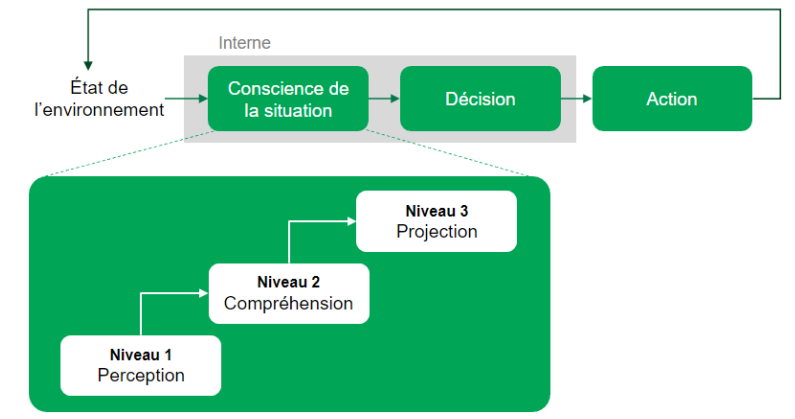 Interne
État de
l'environnement
Conscience de
la situation
Décision
Action
Niveau 3
Projection
Niveau 2
Compréhension
Niveau 1
Perception